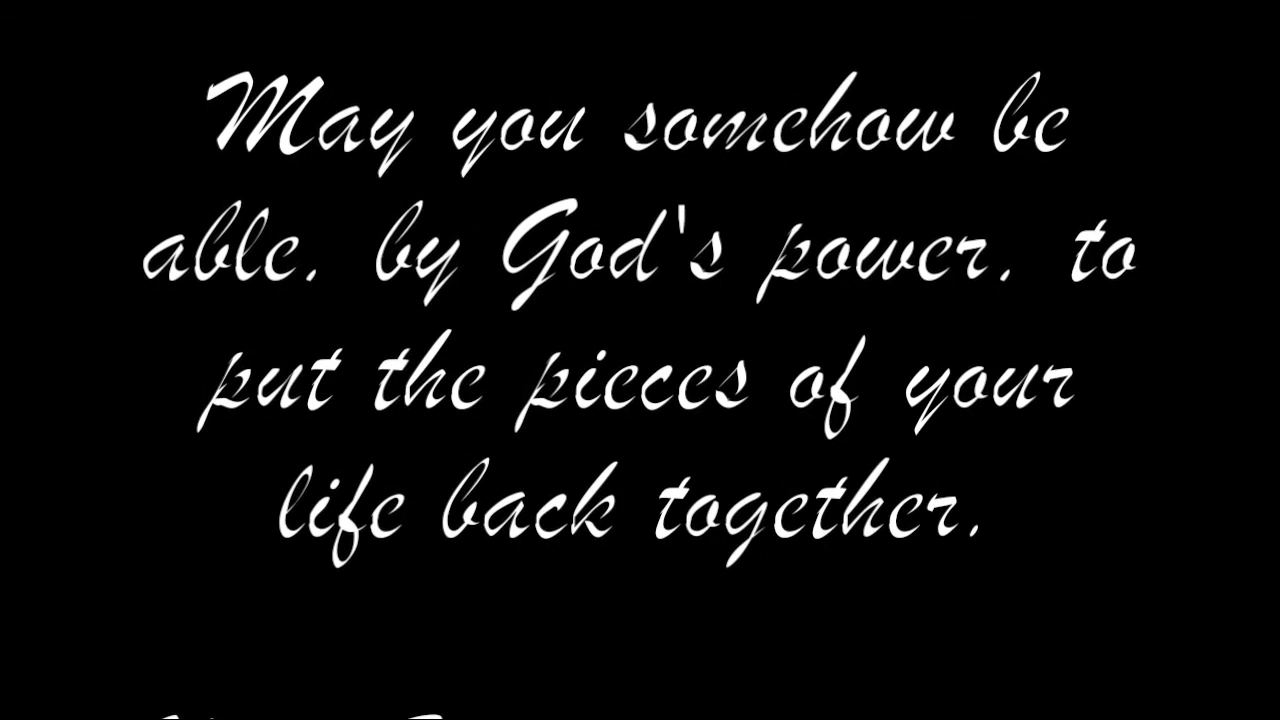 May you somehow be
able, by God's power, to
put the pieces of your
life back together.